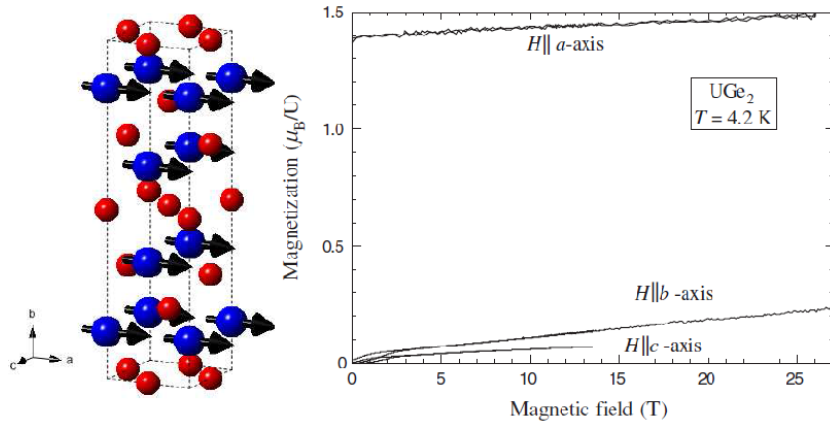 b
c
a
1.5
1.0
0.5
0
Magnetization (μB/U)
H|| a-axis
UGe2
T = 4.2 K
H||b -axis
H||c -axis
0
5
10
15
20
25
Magnetic field (T)